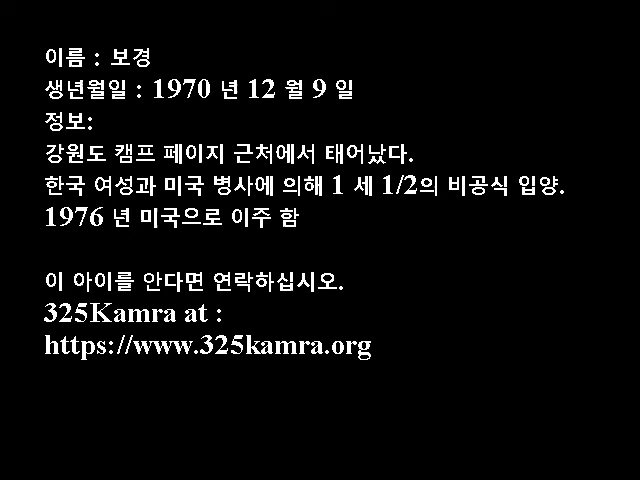 이름 : 보경
생년월일 : 1970 년 12 월 9 일
정보:
강원도 캠프 페이지 근처에서 태어났다.
한국 여성과 미국 병사에 의해 1 세 1/2의 비공식 입양.
1976 년 미국으로 이주 함
이 아이를 안다면 연락하십시오.
325Kamra at :
https://www.325kamra.org